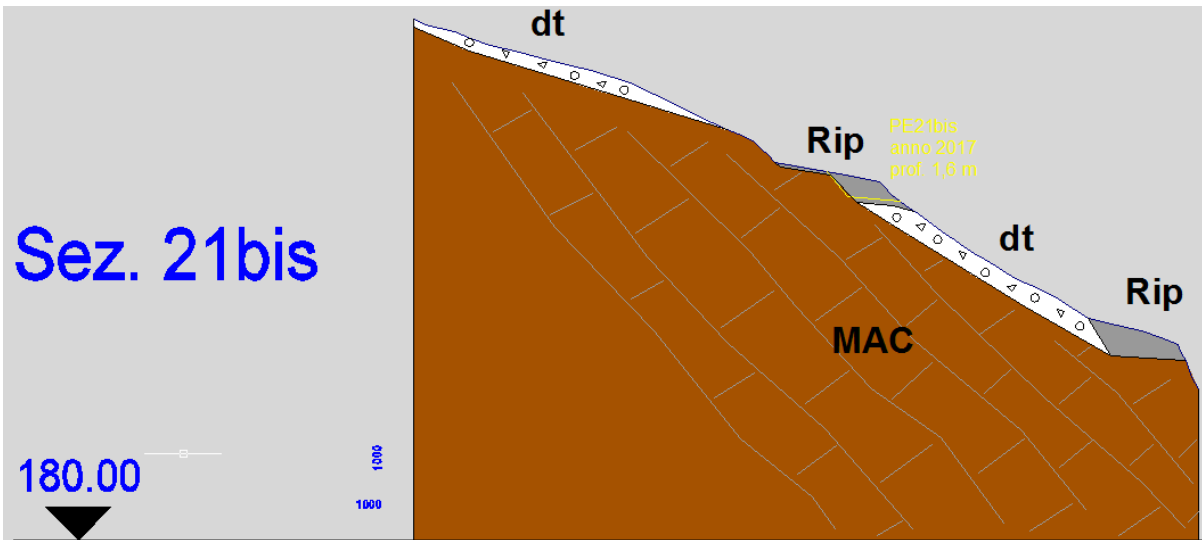 dt
Rip
PE21bis
anno 2017
prof. 1,6 m
Sez. 21bis
dt
Rip
MAC
180.00
1000
1000